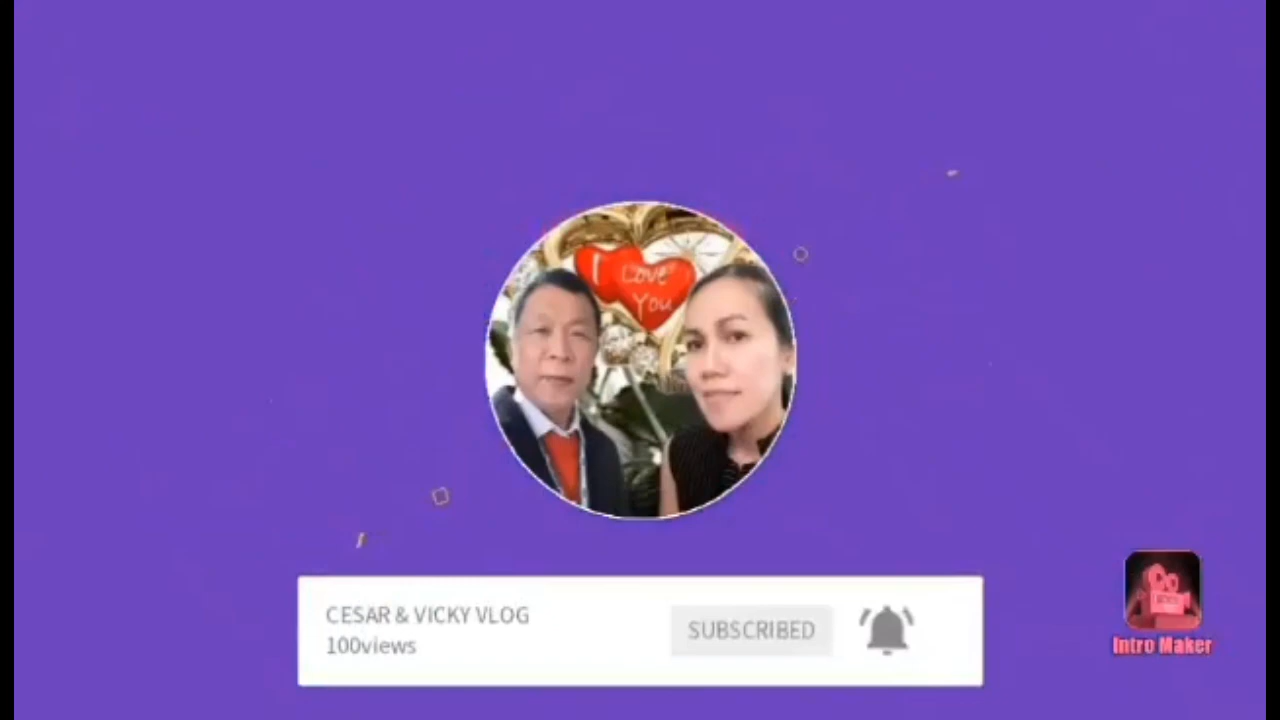 I Love
You
CESAR & VICKY VLOG
100views
SUBSCRIBED
Intro Maker